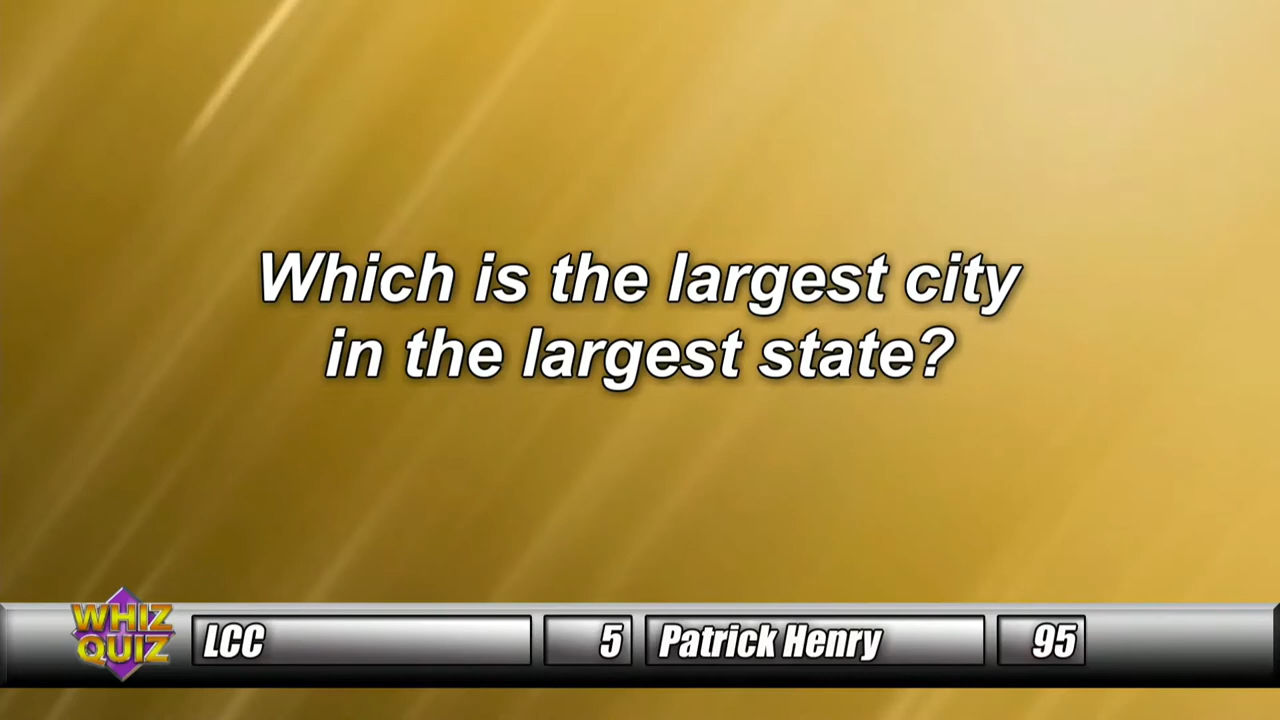 Which is the largest city
in the largest state?
WHIZ
QUIZ
LCC 5 Patrick Henry 95